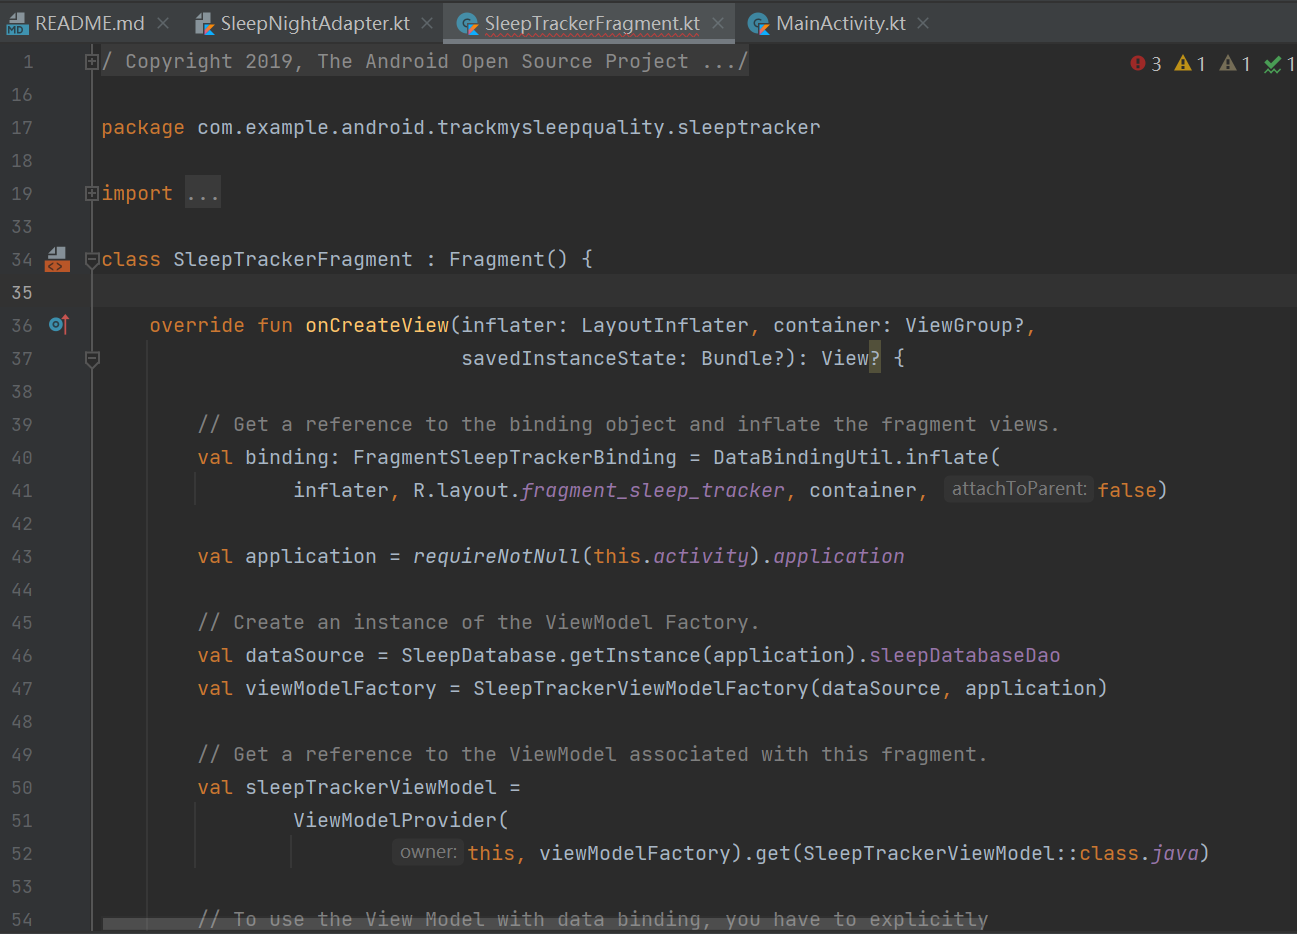 README.md SleepNightAdapter.kt SleepTrackerFragment.kt MainActivity.kt
1 / Copyright 2019, The Android Open Source Project .../ 3 1 1 1
16
17 package com.example.android.trackmysleepquality.sleeptracker
18
19 import ...
33
34 class SleepTrackerFragment : Fragment() {
35
36 override fun onCreateView(inflater: LayoutInflater, container: ViewGroup?,
37 savedInstanceState: Bundle?): View? {
38
39 // Get a reference to the binding object and inflate the fragment views.
40 val binding: FragmentSleepTrackerBinding = DataBindingUtil.inflate(
41 inflater, R.layout.fragment_sleep_tracker, container, attachToParent: false)
42
43 val application = requireNotNull(this.activity).application
44
45 // Create an instance of the ViewModel Factory.
46 val dataSource = SleepDatabase.getInstance(application).sleepDatabaseDao
47 val viewModelFactory = SleepTrackerViewModelFactory(dataSource, application)
48
49 // Get a reference to the ViewModel associated with this fragment.
50 val sleepTrackerViewModel =
51 ViewModelProvider(
52 owner: this, viewModelFactory).get(SleepTrackerViewModel::class.java)
53
54 // To use the View Model with data binding, you have to explicitly